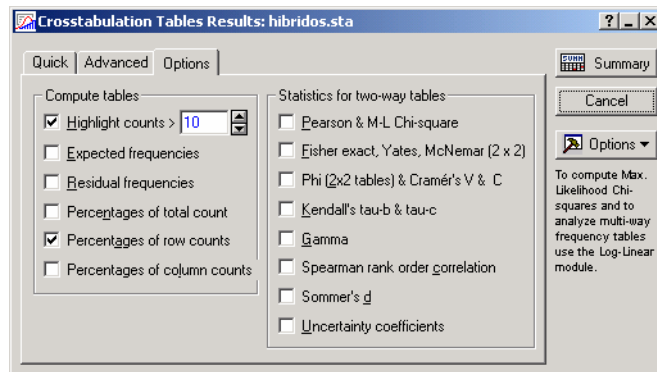 Crosstabulation Tables Results: hibridos.sta
Quick
Advanced
Options
Compute tables
Highlight counts > 10
Expected frequencies
Residual frequencies
Percentages of total count
Percentages of row counts
Percentages of column counts
Statistics for two-way tables
Pearson & M-L Chi-square
Fisher exact, Yates, McNemar (2 x 2)
Phi (2x2 tables) & Cramér's V & C
Kendall's tau-b & tau-c
Gamma
Spearman rank order correlation
Sommer's d
Uncertainty coefficients
SUMM
Summary
Cancel
Options
To compute Max.
Likelihood Chi-
squares and to
analyze multi-way
frequency tables
use the Log-Linear
module.